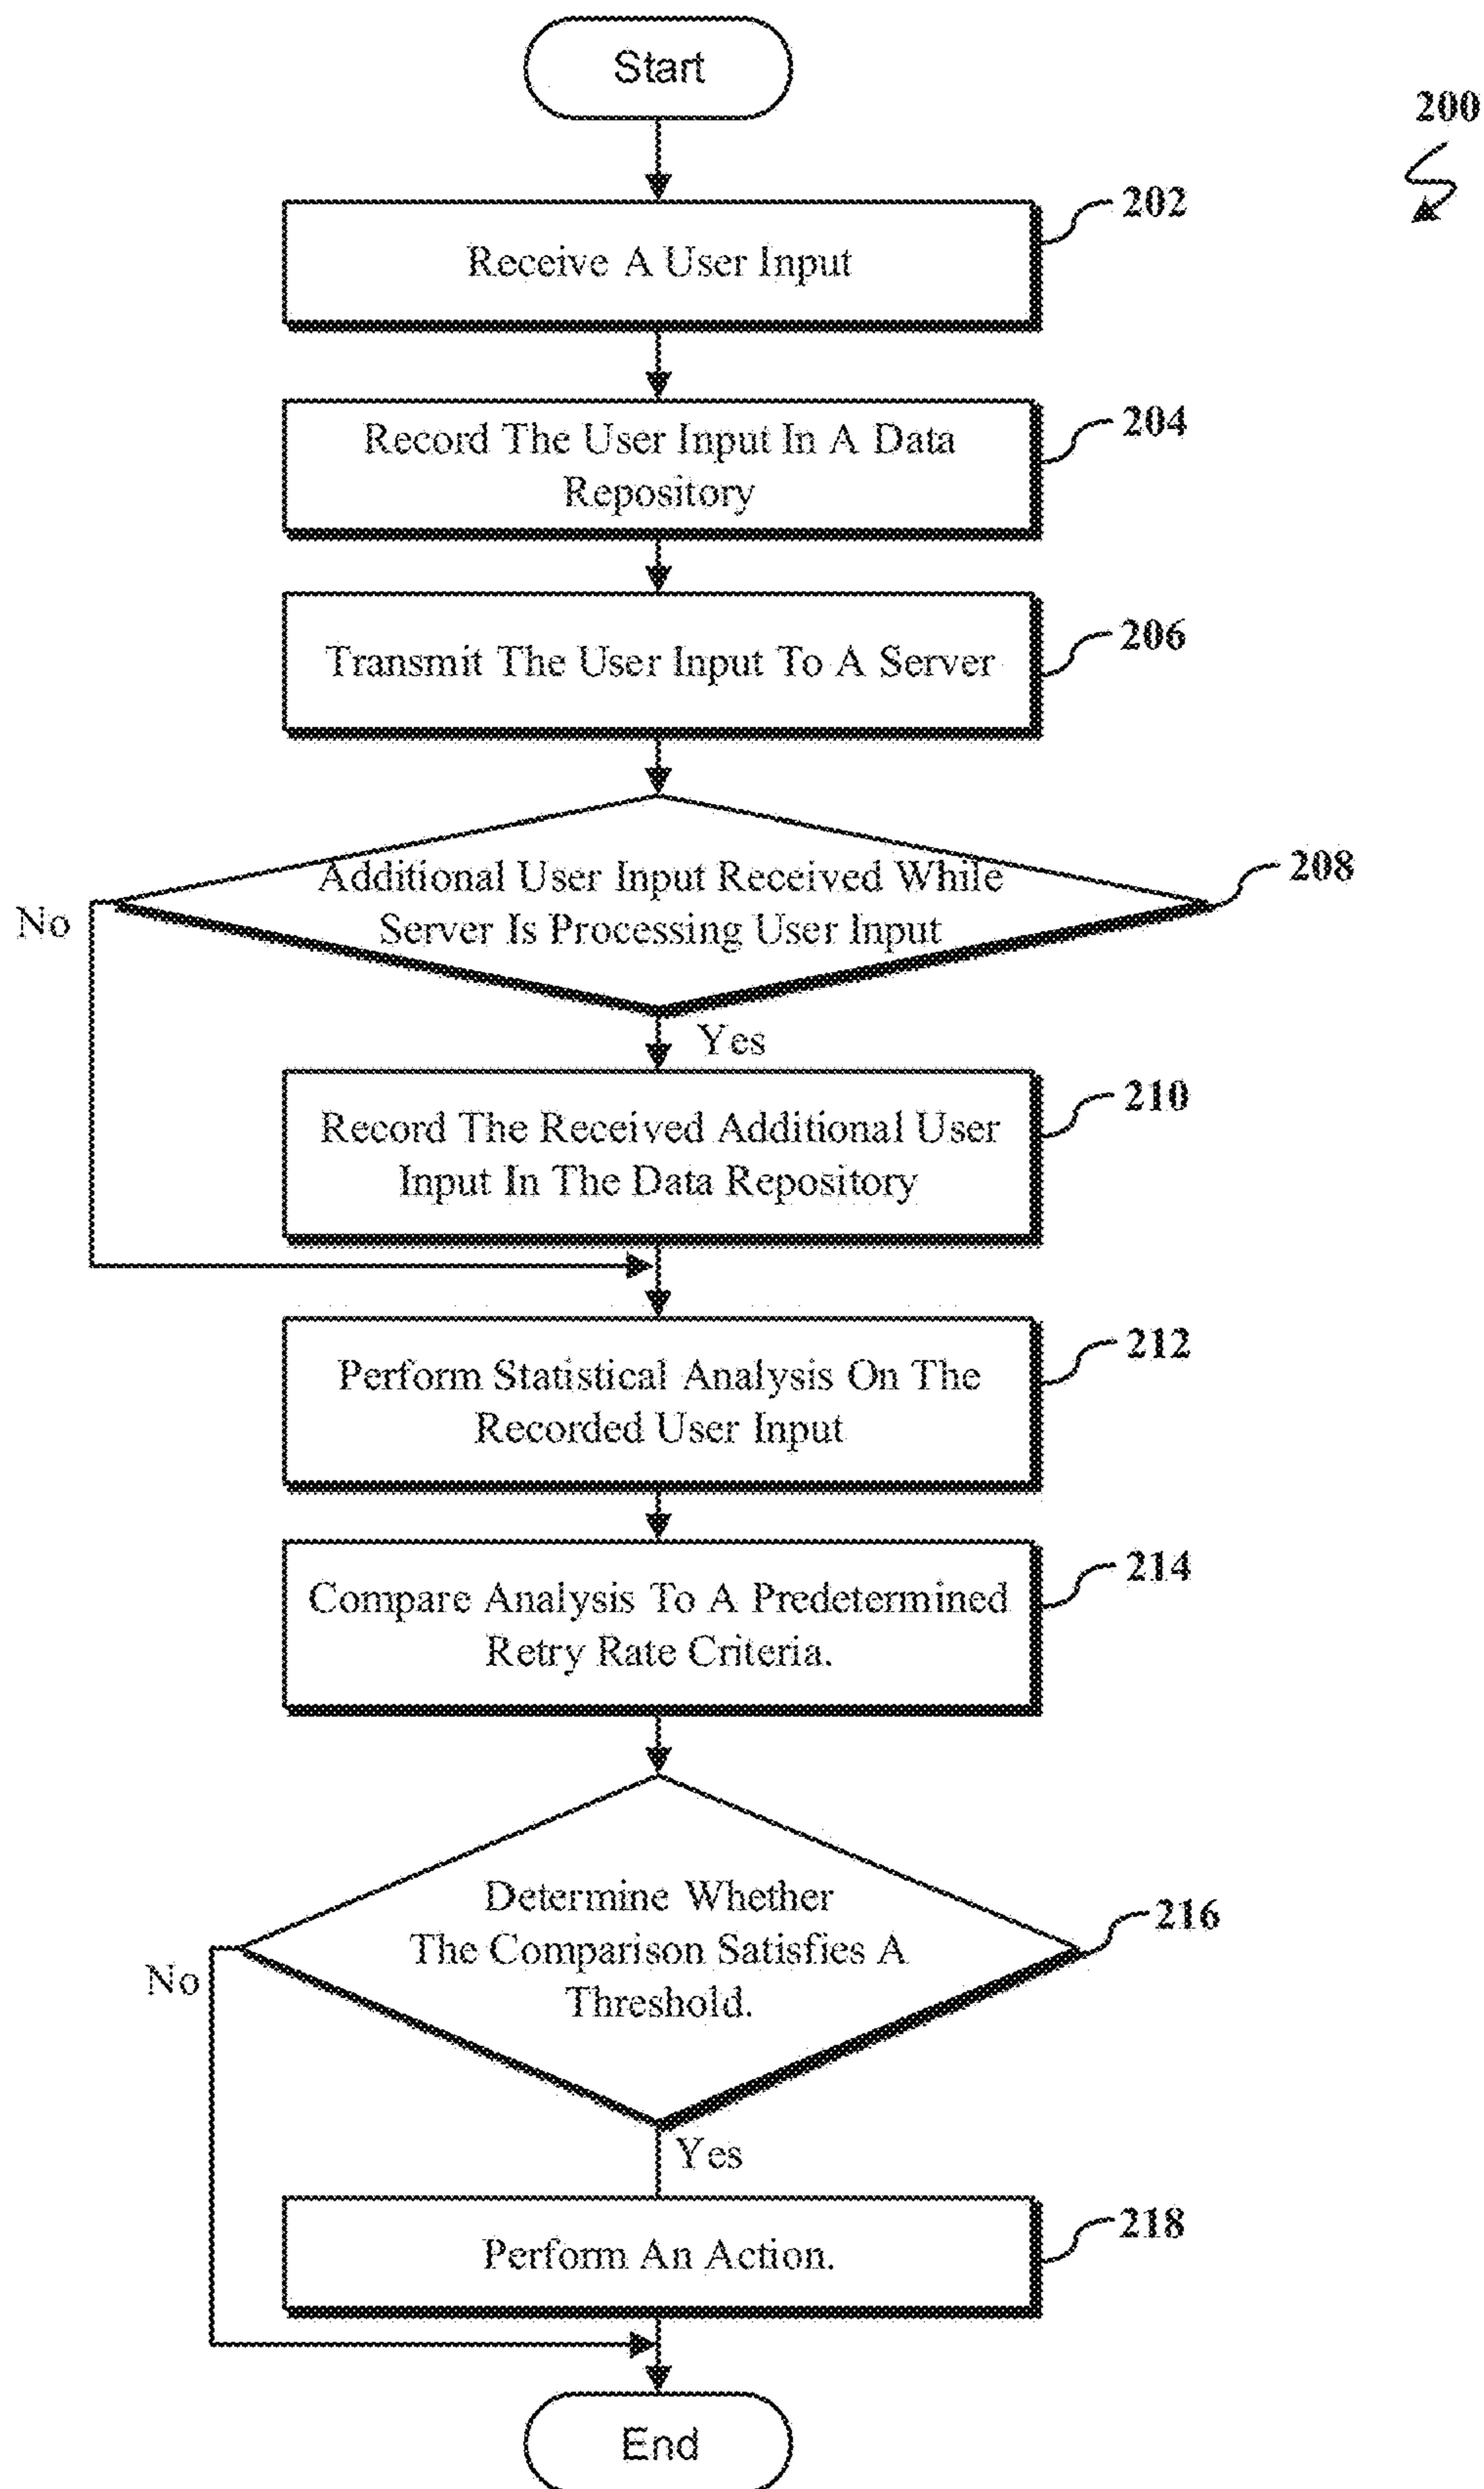 Start
200
202
Receive A User Input
204
Record The User Input In A Data
Repository
206
Transmit The User Input To A Server
208
Additional User Input Received While
Server Is Processing User Input
No
Yes
210
Record The Received Additional User
Input In The Data Repository
212
Perform Statistical Analysis On The
Recorded User Input
214
Compare Analysis To A Predetermined
Retry Rate Criteria.
216
Determine Whether
The Comparison Satisfies A
Threshold.
No
Yes
218
Perform An Action.
End